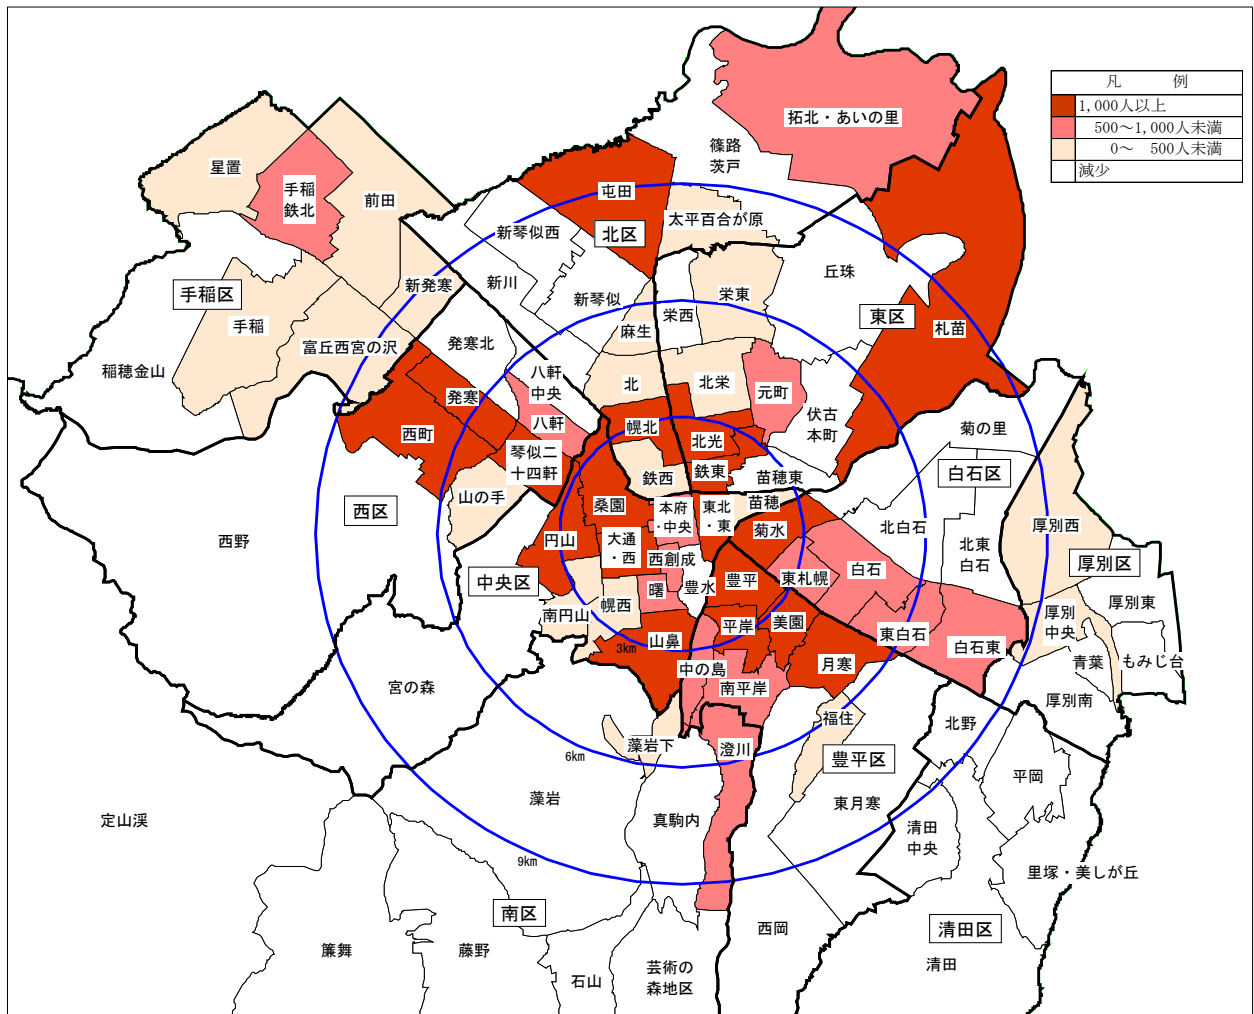 凡　例
1,000人以上
500～1,000人未満
0～　500人未満
減少
拓北・あいの里
篠路
茨戸
星置
手稲
鉄北
前田
屯田
太平百合が原
新琴似西
北区
丘珠
手稲区
新発寒
新川
新琴似
栄東
栄西
東区
札苗
手稲
麻生
富丘西宮の沢
発寒北
稲穂金山
八軒
中央
北
北栄
元町
発寒
八軒
伏古
本町
菊の里
西町
幌北
北光
琴似二
十四軒
鉄西
鉄東
苗穂東
白石区
山の手
桑園
本府
・中央
東北
・東
苗穂
西区
北白石
厚別西
菊水
西野
円山
大通
・西
西創成
北東
白石
厚別区
中央区
豊平
東札幌
白石
曙
豊水
南円山
幌西
厚別東
厚別
中央
平岸
美園
東白石
白石東
山鼻
3km
中の島
月寒
青葉
もみじ台
宮の森
南平岸
厚別南
福住
北野
藻岩下
澄川
6km
豊平区
平岡
藻岩
東月寒
定山渓
真駒内
清田
中央
9km
里塚・美しが丘
南区
西岡
清田区
簾舞
藤野
清田
石山
芸術の
森地区